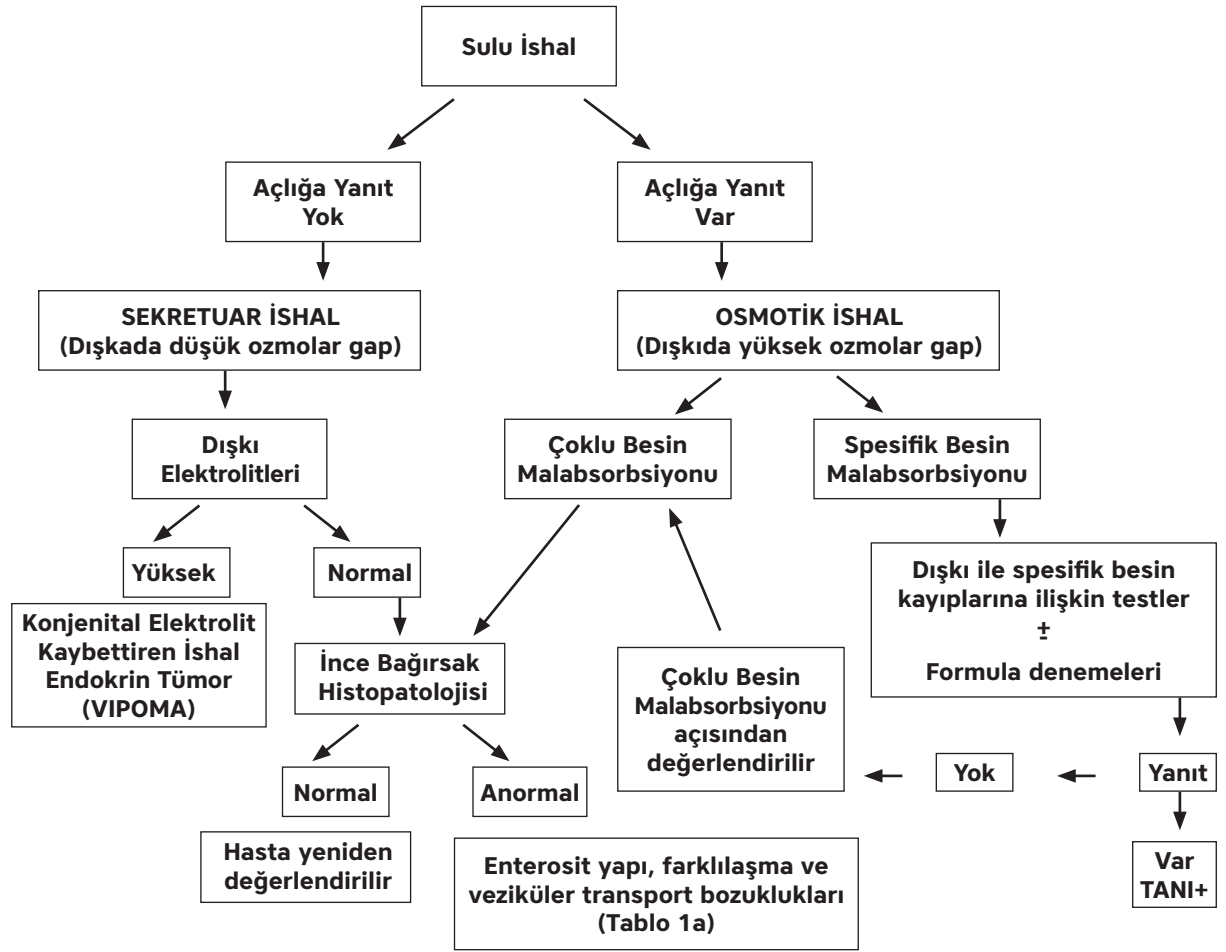 Sulu İshal
Açlığa Yanıt
Yok
Açlığa Yanıt
Var
SEKRETUAR İSHAL
(Dışkada düşük ozmolar gap)
OSMOTİK İSHAL
(Dışkıda yüksek ozmolar gap)
Dışkı
Elektrolitleri
Çoklu Besin
Malabsorbsiyonu
Spesifik Besin
Malabsorbsiyonu
Yüksek
Normal
Konjenital Elektrolit
Kaybettiren İshal
Endokrin Tümor
(VIPOMA)
İnce Bağırsak
Histopatolojisi
Çoklu Besin
Malabsorbsiyonu
açısından
değerlendirilir
Dışkı ile spesifik besin
kayıplarına ilişkin testler
±
Formula denemeleri
Normal
Anormal
Yok
Yanıt
Hasta yeniden
değerlendirilir
Enterosit yapı, farklılaşma ve
veziküler transport bozuklukları
(Tablo 1a)
Var
TANI+